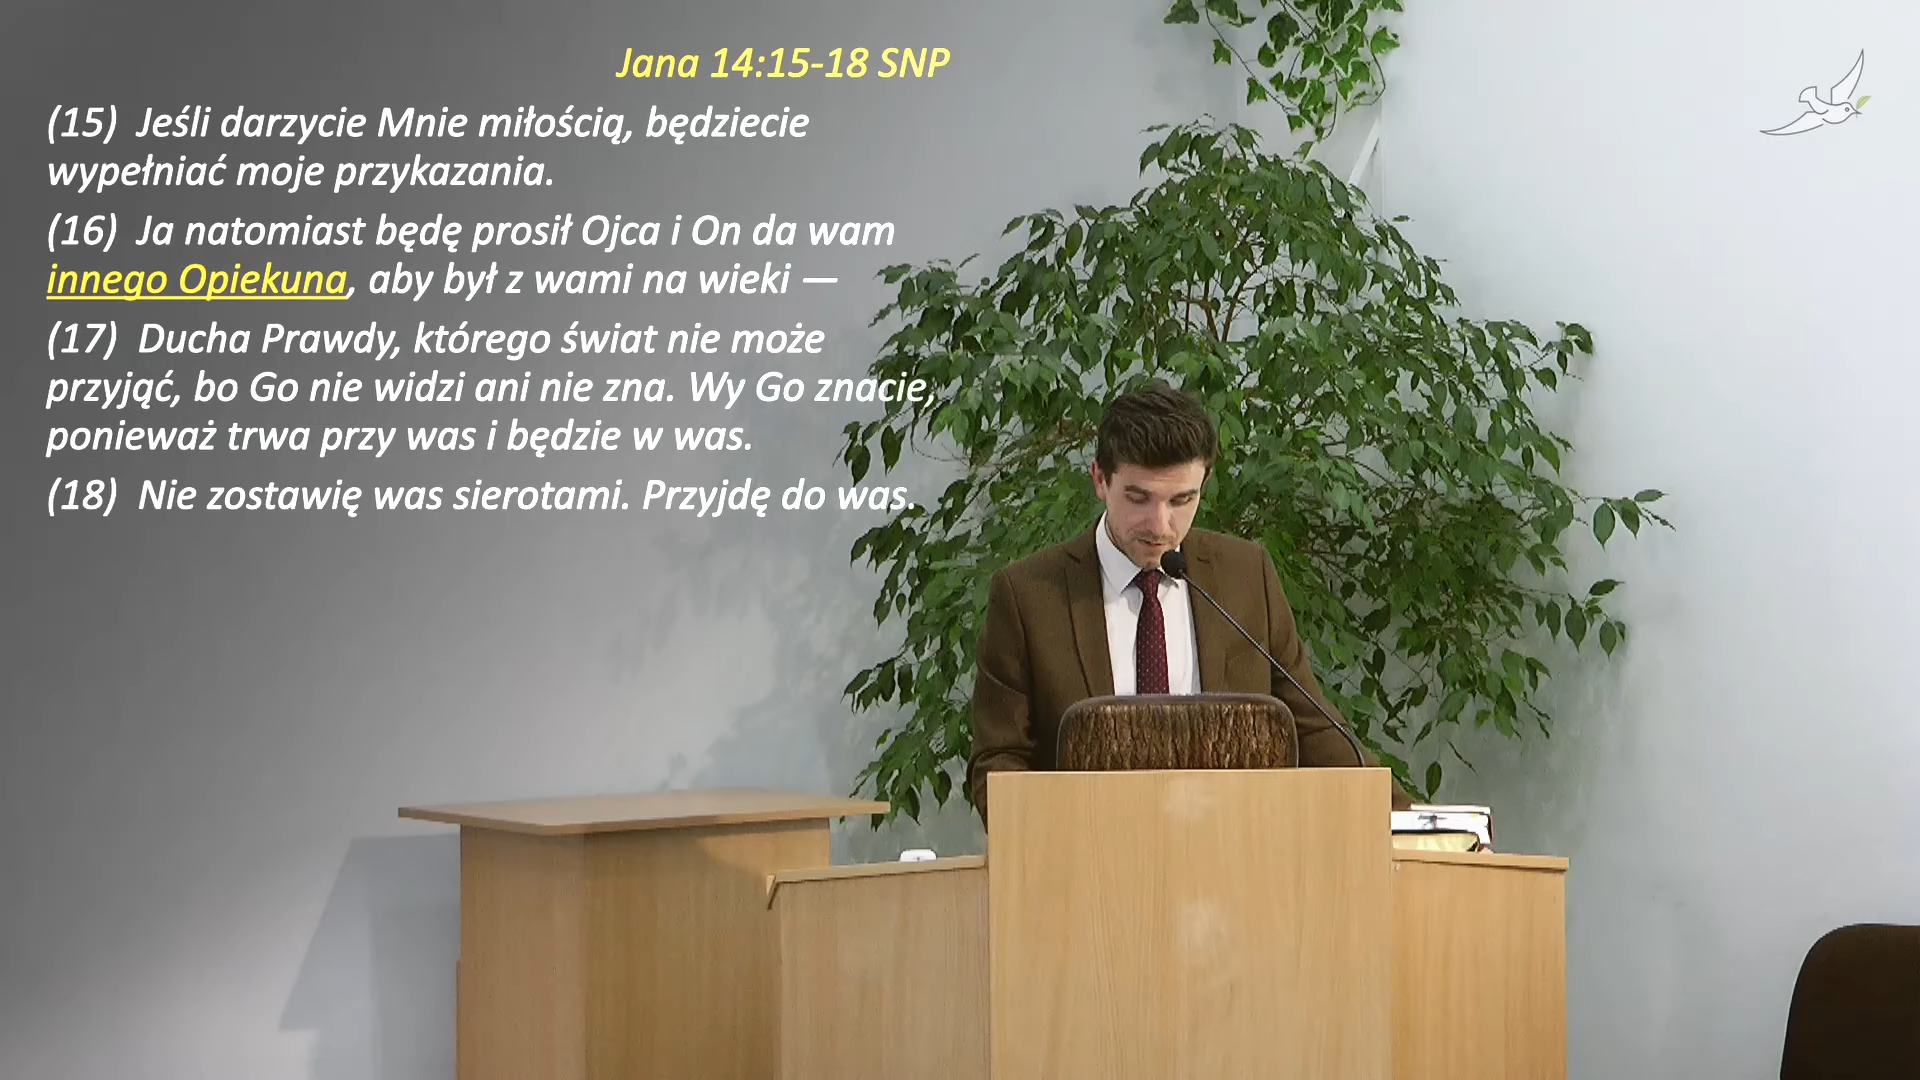 Jana 14:15-18 SNP
(15) Jeśli darzycie Mnie miłością, będziecie
wypełniać moje przykazania.
(16) Ja natomiast będę prosił Ojca i On da wam
innego Opiekuna, aby był z wami na wieki —
(17) Ducha Prawdy, którego świat nie może
przyjąć, bo Go nie widzi ani nie zna. Wy Go znacie,
ponieważ trwa przy was i będzie w was.
(18) Nie zostawię was sierotami. Przyjdę do was.